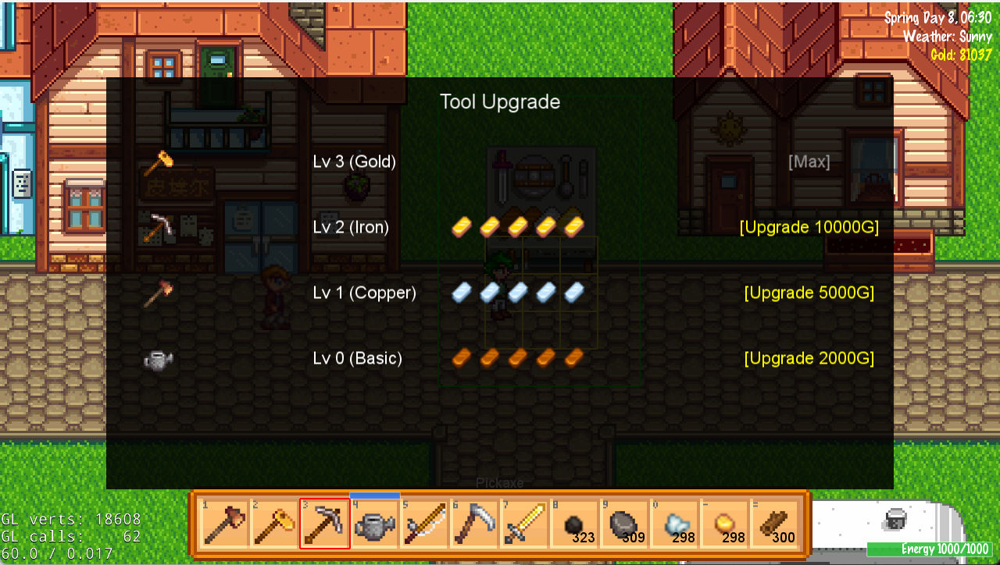 Spring Day 8, 06:30
Weather: Sunny
Gold: 81037
Tool Upgrade
Lv 3 (Gold) [Max]
皮埃尔
Lv 2 (Iron) [Upgrade 10000G]
Lv 1 (Copper) [Upgrade 5000G]
Lv 0 (Basic) [Upgrade 2000G]
Pickaxe
1 2 3 4 5 6 7 8 9 0 - =
323 309 298 298 300
GL verts: 18608
GL calls: 62
60.0 / 0.017
Energy 1000/1000